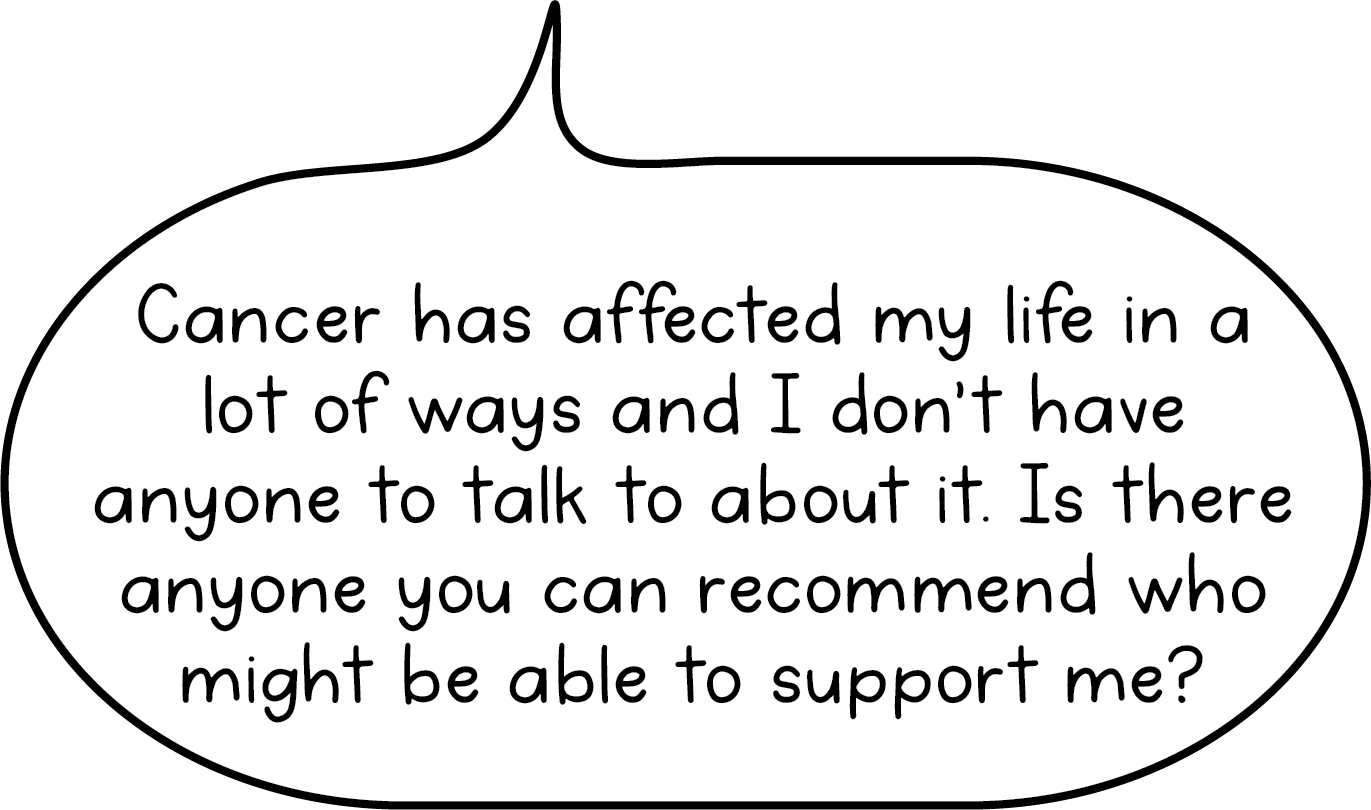 Cancer has affected my life in a
lot of ways and I don't have
anyone to talk to about it. Is there
anyone you can recommend who
might be able to support me?